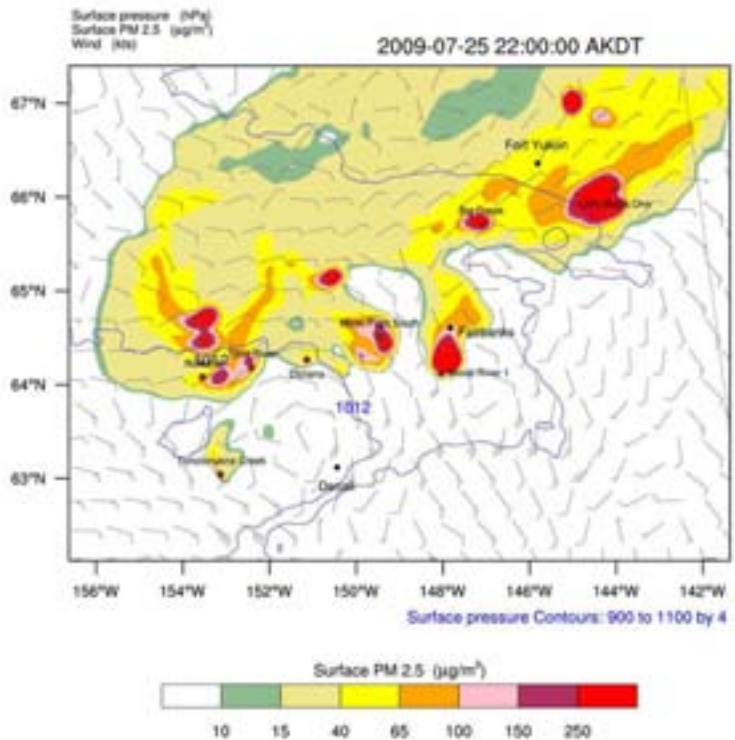 Surface pressure (hPa)
Surface PM 2.5 (μg/m³)
Wind (kts)
2009-07-25 22:00:00 AKDT
67°N
Fort Yukon
66°N
65°N
South
Fairbanks
64°N
1012
Creek
63°N
Denali
156°W 154°W 152°W 150°W 148°W 146°W 144°W 142°W
Surface pressure Contours: 900 to 1100 by 4
Surface PM 2.5 (μg/m³)
10 15 40 65 100 150 250